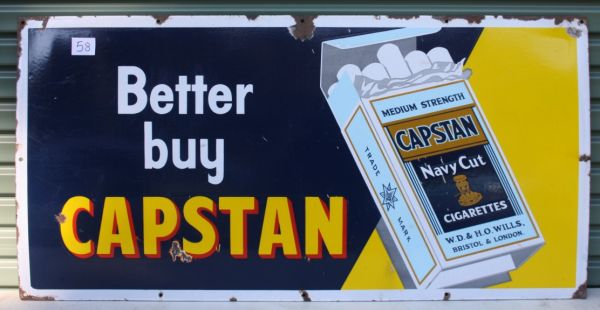 58
Better
buy
CAPSTAN
MEDIUM STRENGTH
CAPSTAN
Navy Cut
CIGARETTES
W.D. & H.O. WILLS.
BRISTOL & LONDON.
TRADE
MARK